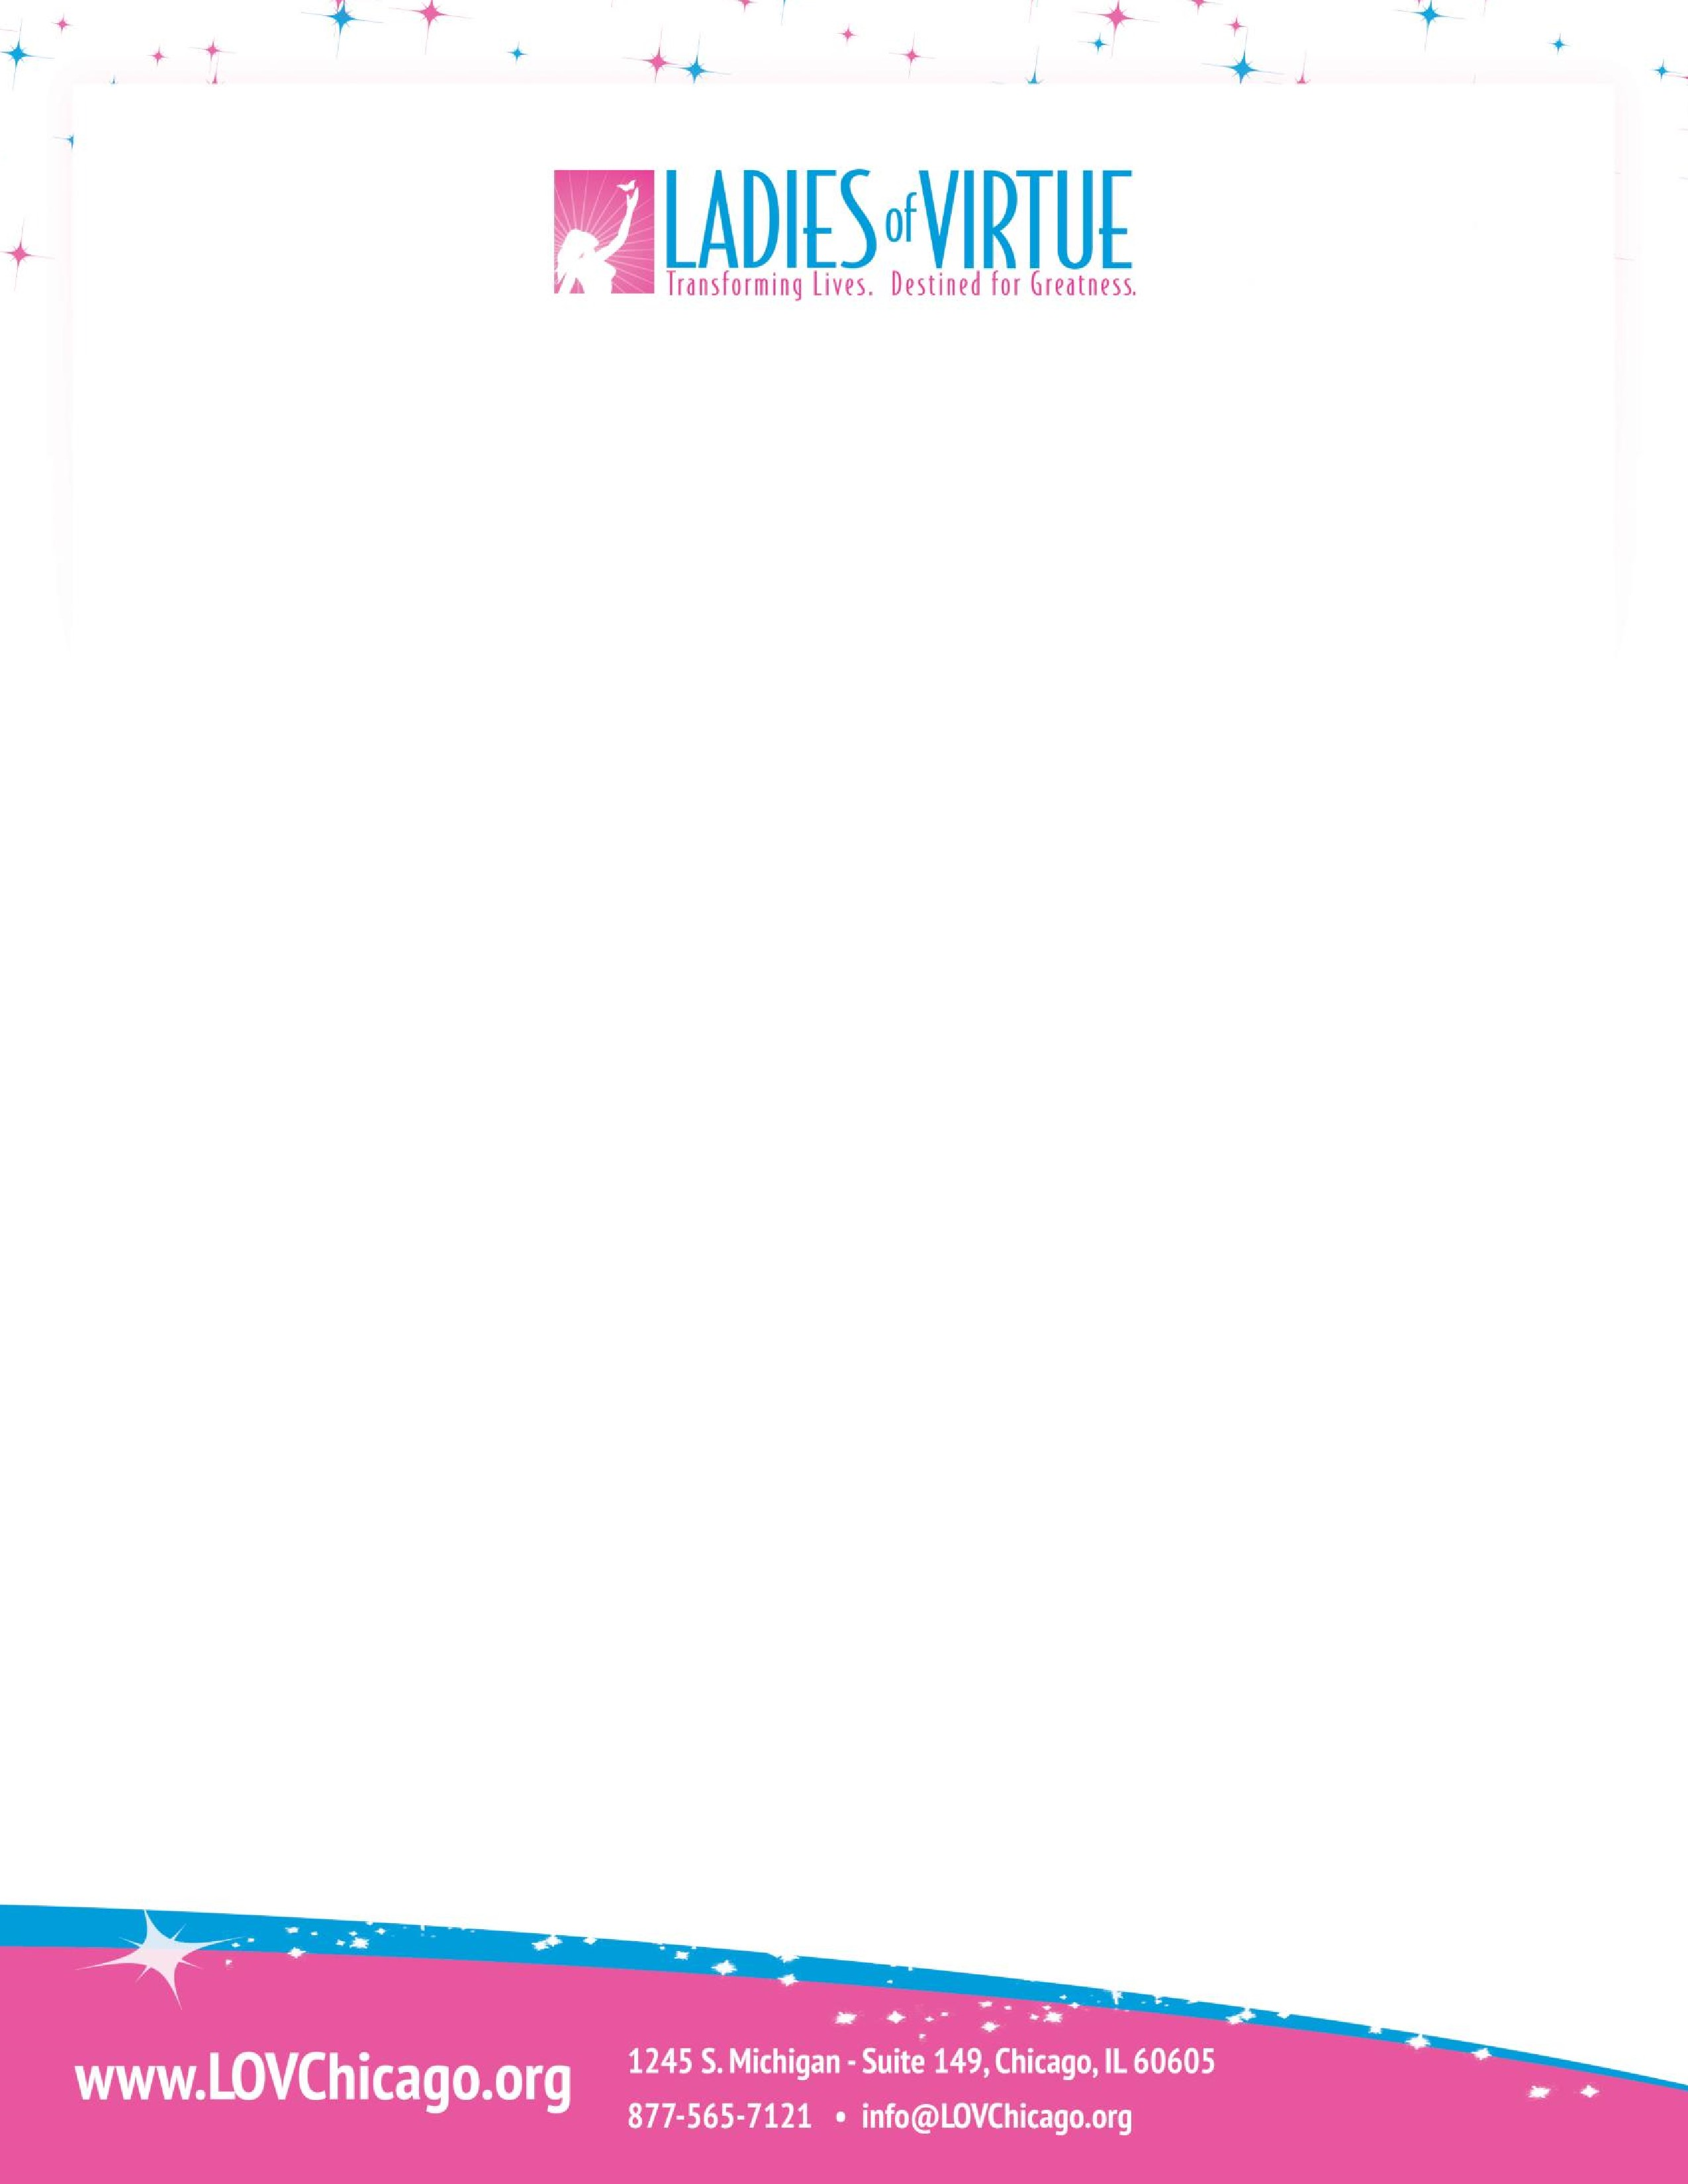 LADIES of VIRTUE
Transforming Lives. Destined for Greatness.
www.LOVChicago.org
1245 S. Michigan - Suite 149, Chicago, IL 60605
877-565-7121 • info@LOVChicago.org